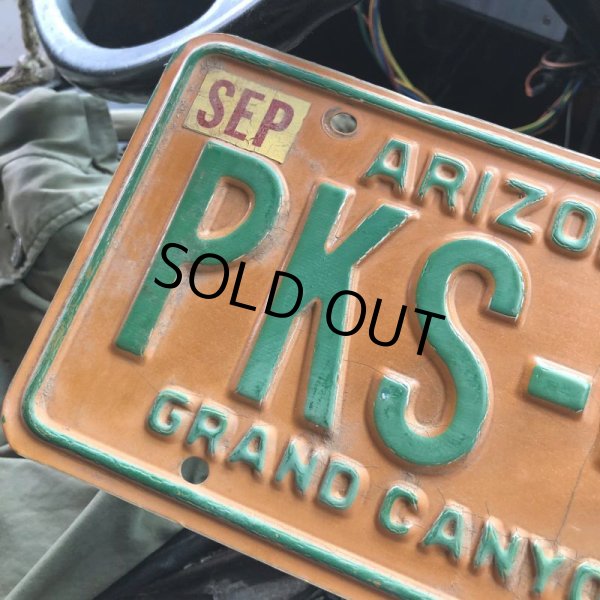 SEP
ARIZO
PKS-
SOLD OUT
GRAND CANYO